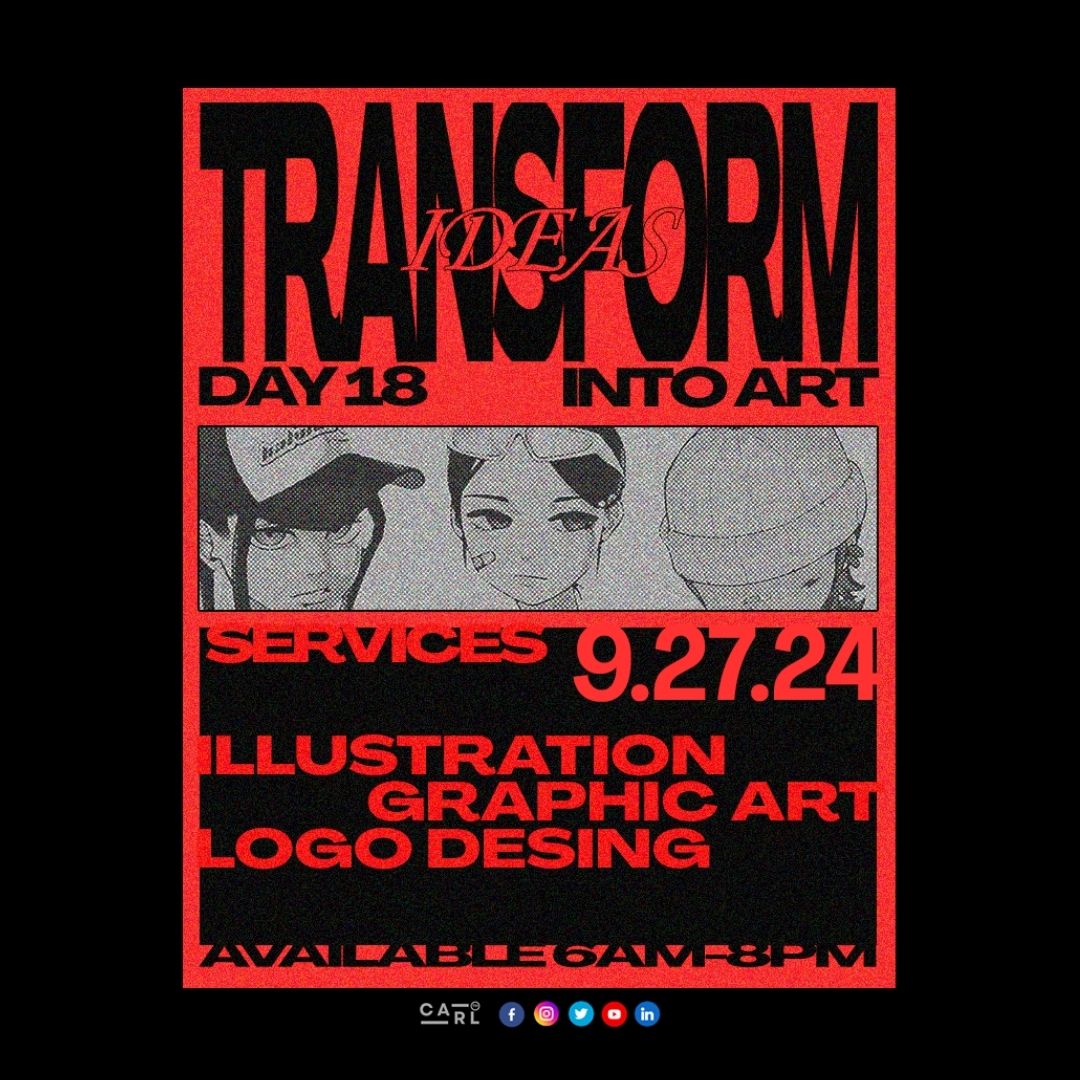 TRANSFORM
IDEAS
DAY 18 INTO ART
SERVICES 9.27.24
ILLUSTRATION
GRAPHIC ART
LOGO DESING
AVAILABLE 6AM-8PM
CARL